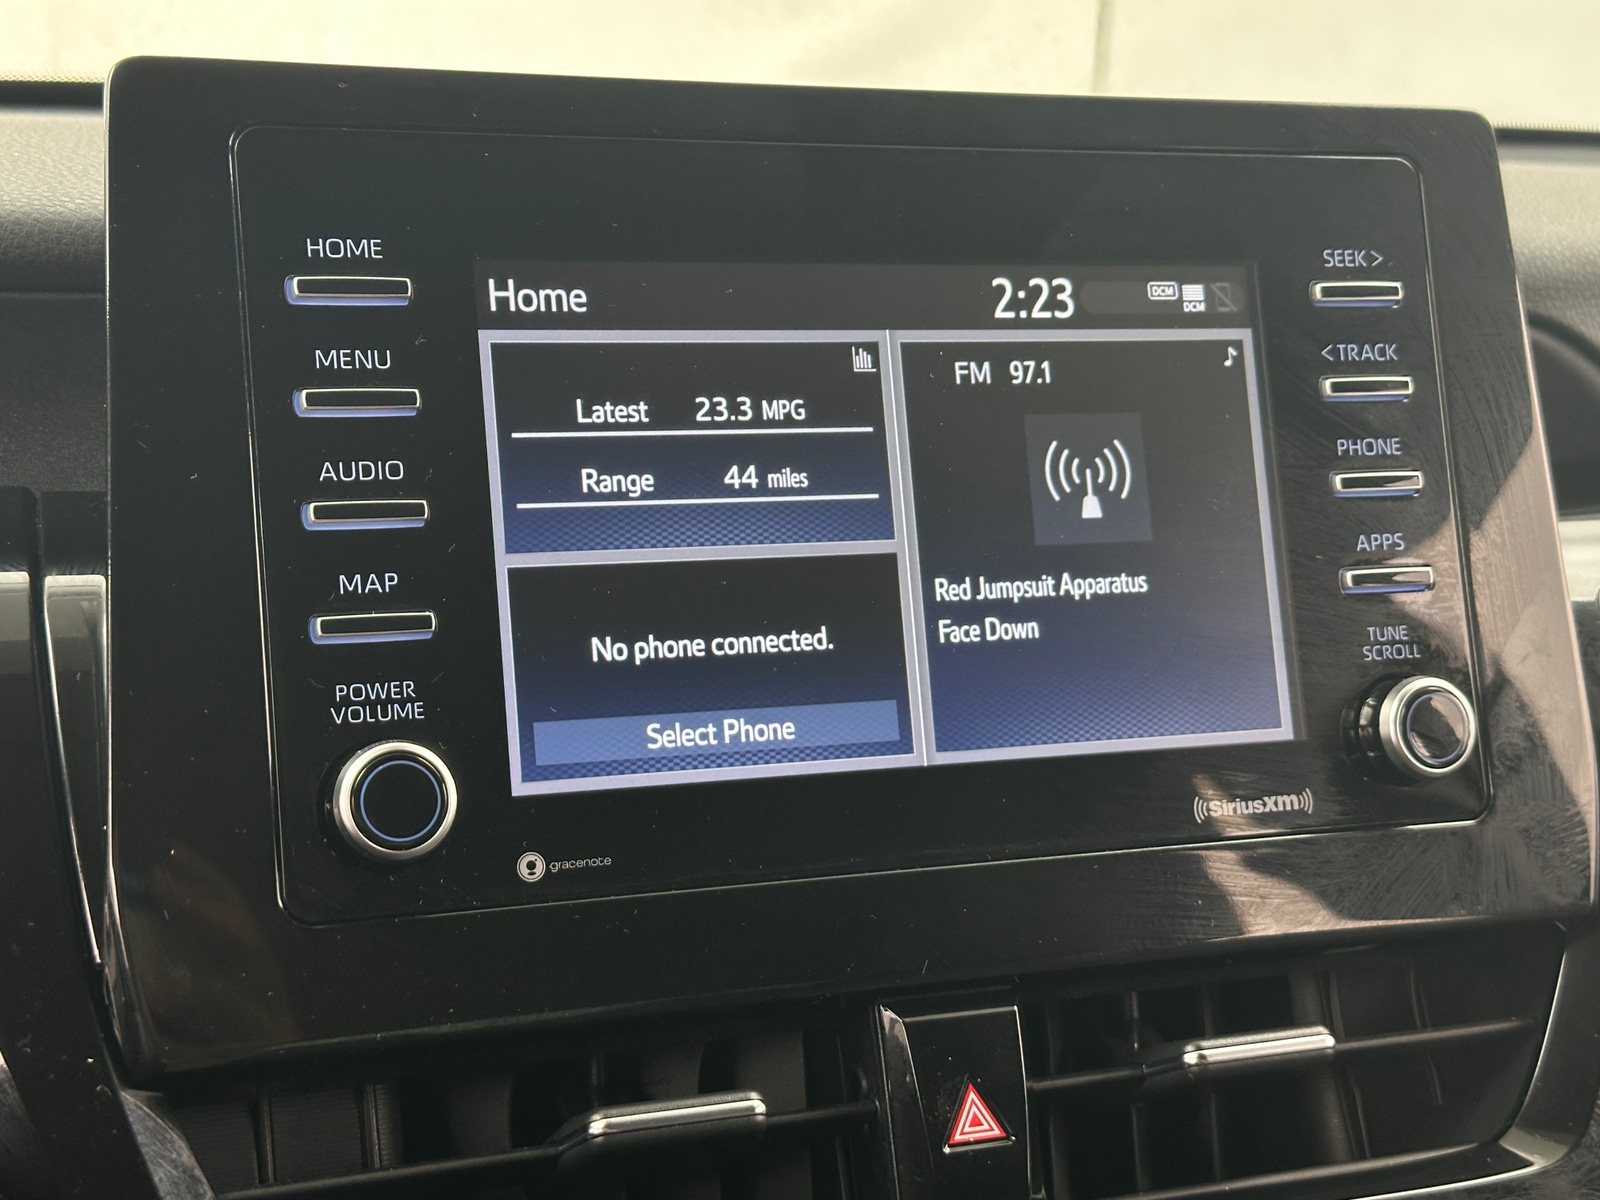 HOME
MENU
AUDIO
MAP
POWER
VOLUME
Home
2:23
DCM
DCM
Latest 23.3 MPG
Range 44 miles
No phone connected.
Select Phone
FM 97.1
Red Jumpsuit Apparatus
Face Down
SEEK >
< TRACK
PHONE
APPS
TUNE
SCROLL
gracenote
((SiriusXM))